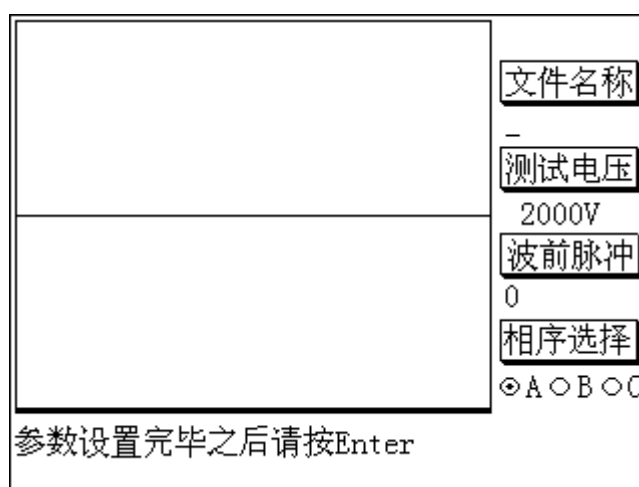 文件名称
_
测试电压
2000V
波前脉冲
0
相序选择
⊙A○B○C
参数设置完毕之后请按Enter